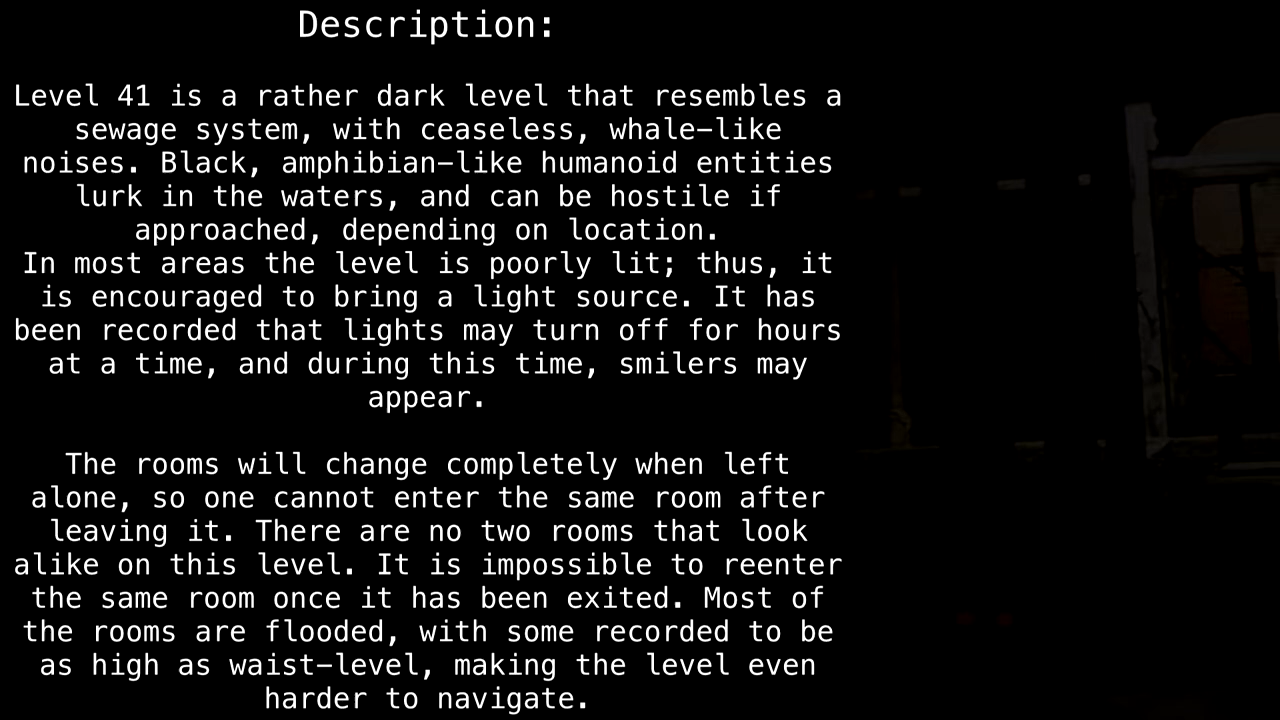 Description:
Level 41 is a rather dark level that resembles a
sewage system, with ceaseless, whale-like
noises. Black, amphibian-like humanoid entities
lurk in the waters, and can be hostile if
approached, depending on location.
In most areas the level is poorly lit; thus, it
is encouraged to bring a light source. It has
been recorded that lights may turn off for hours
at a time, and during this time, smilers may
appear.
The rooms will change completely when left
alone, so one cannot enter the same room after
leaving it. There are no two rooms that look
alike on this level. It is impossible to reenter
the same room once it has been exited. Most of
the rooms are flooded, with some recorded to be
as high as waist-level, making the level even
harder to navigate.